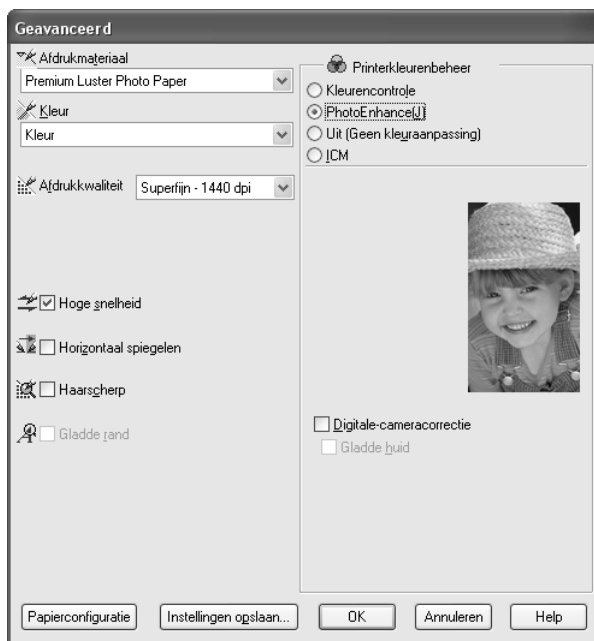 Geavanceerd
Afdrukmateriaal
Premium Luster Photo Paper
Kleur
Kleur
Afdrukkwaliteit
Superfijn - 1440 dpi
Hoge snelheid
Horizontaal spiegelen
Haarscherp
Gladde rand
Printerkleurenbeheer
Kleurencontrole
PhotoEnhance(J)
Uit (Geen kleuraanpassing)
ICM
Digitale-cameracorrectie
Gladde huid
Papierconfiguratie
Instellingen opslaan...
OK
Annuleren
Help